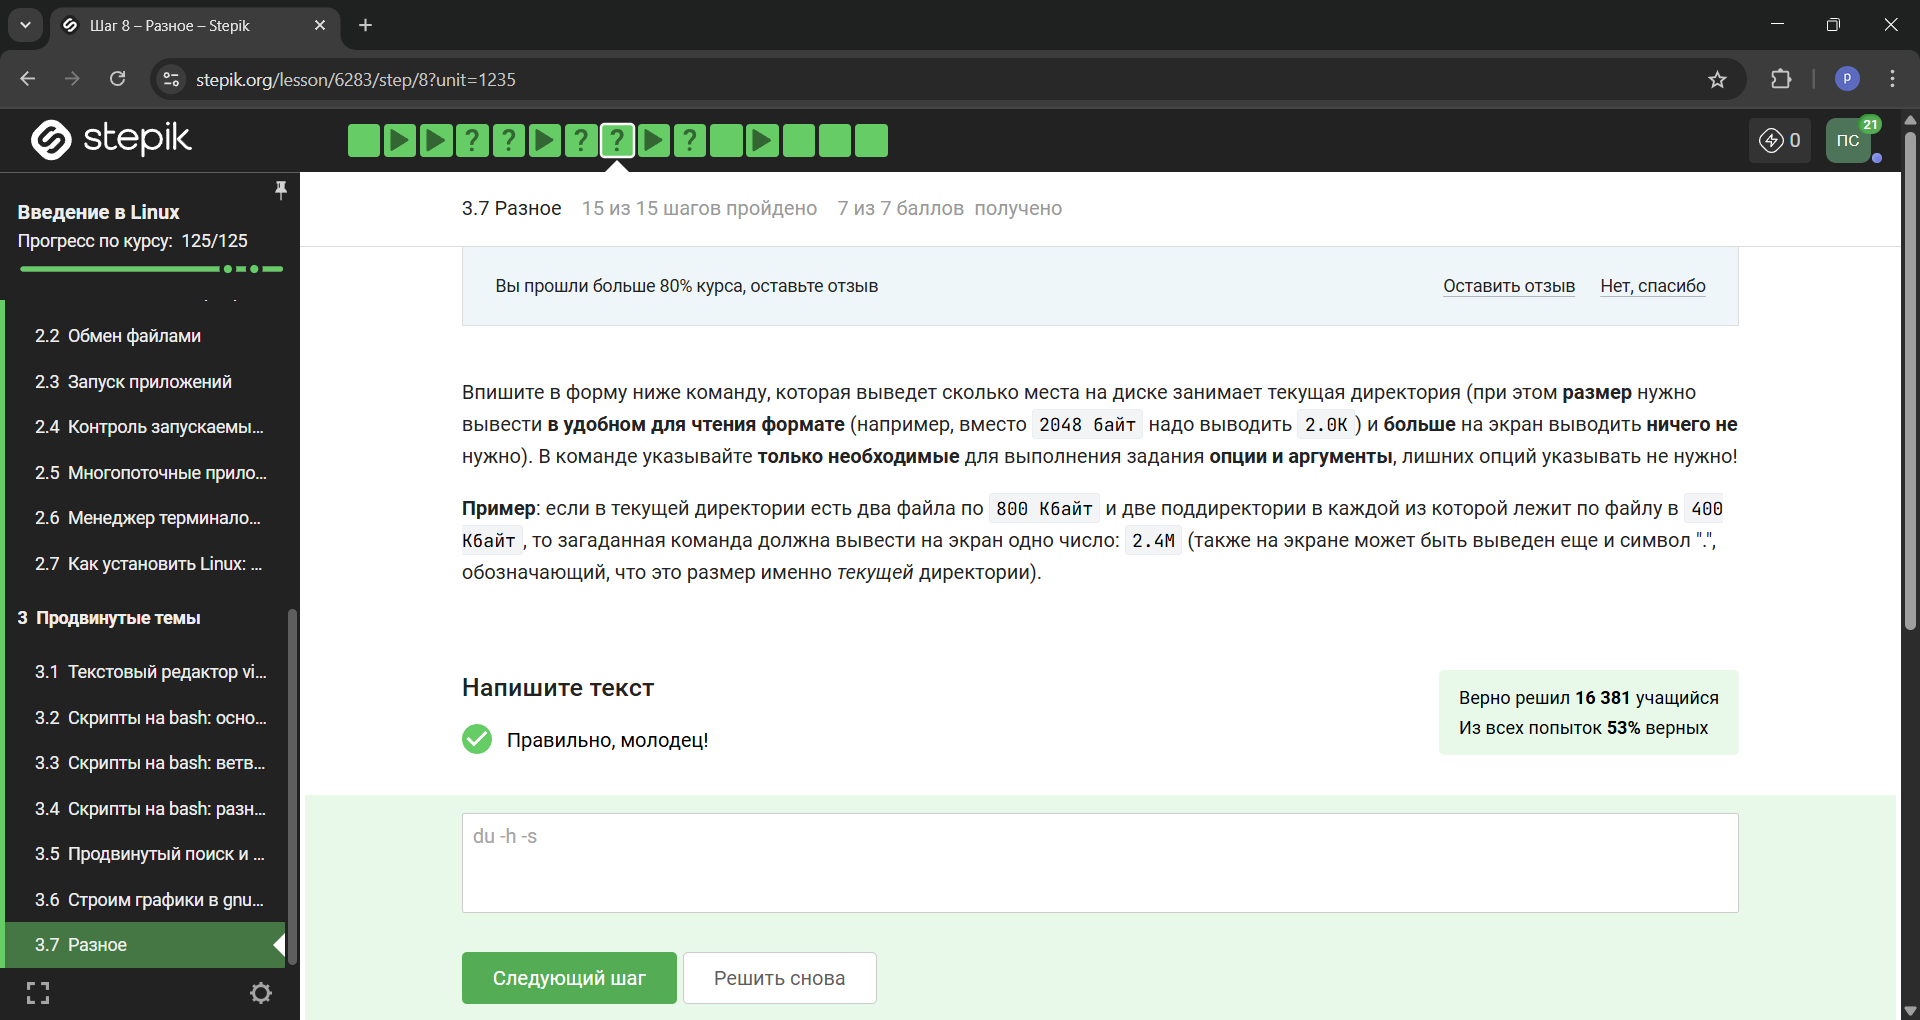 Шаг 8 – Разное – Stepik
stepik.org/lesson/6283/step/8?unit=1235
P
stepik
? ? ? ? ?
0
ПС
21
Введение в Linux
Прогресс по курсу: 125/125
2.2 Обмен файлами
2.3 Запуск приложений
2.4 Контроль запускаемы...
2.5 Многопоточные прило...
2.6 Менеджер терминало...
2.7 Как установить Linux: ...
3 Продвинутые темы
3.1 Текстовый редактор vi...
3.2 Скрипты на bash: осно...
3.3 Скрипты на bash: ветв...
3.4 Скрипты на bash: разн...
3.5 Продвинутый поиск и ...
3.6 Строим графики в gnu...
3.7 Разное
3.7 Разное 15 из 15 шагов пройдено 7 из 7 баллов получено
Вы прошли больше 80% курса, оставьте отзыв
Оставить отзыв Нет, спасибо
Впишите в форму ниже команду, которая выведет сколько места на диске занимает текущая директория (при этом размер нужно
вывести в удобном для чтения формате (например, вместо 2048 байт надо выводить 2.0K ) и больше на экран выводить ничего не
нужно). В команде указывайте только необходимые для выполнения задания опции и аргументы, лишних опций указывать не нужно!
Пример: если в текущей директории есть два файла по 800 Кбайт и две поддиректории в каждой из которой лежит по файлу в 400
Кбайт , то загаданная команда должна вывести на экран одно число: 2.4M (также на экране может быть выведен еще и символ ".",
обозначающий, что это размер именно текущей директории).
Напишите текст
Правильно, молодец!
Верно решил 16 381 учащийся
Из всех попыток 53% верных
du -h -s
Следующий шаг
Решить снова